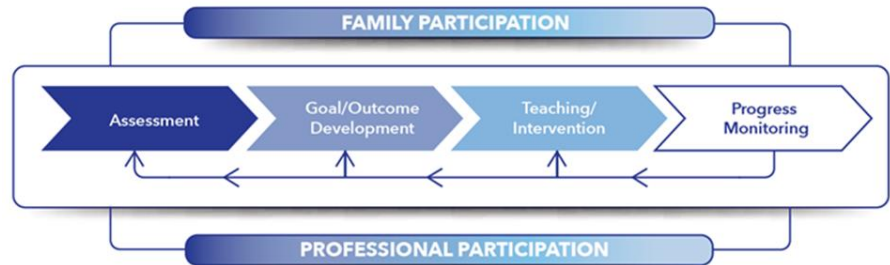 FAMILY PARTICIPATION
Assessment
Goal/Outcome
Development
Teaching/
Intervention
Progress
Monitoring
PROFESSIONAL PARTICIPATION